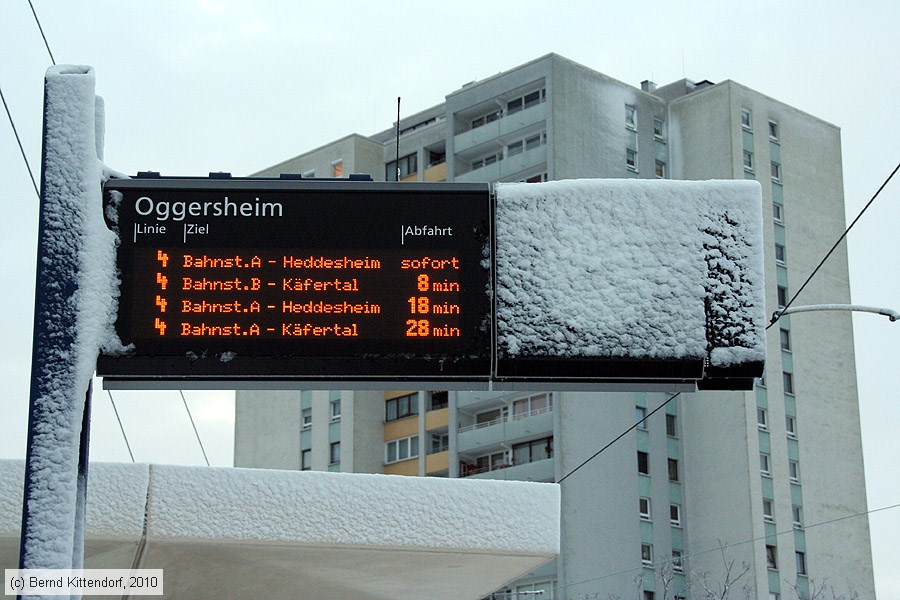 Oggersheim
Linie Ziel Abfahrt
4 Bahnst.A - Heddesheim sofort
4 Bahnst.B - Käfertal 8 min
4 Bahnst.A - Heddesheim 18 min
4 Bahnst.A - Käfertal 28 min
(c) Bernd Kittendorf, 2010